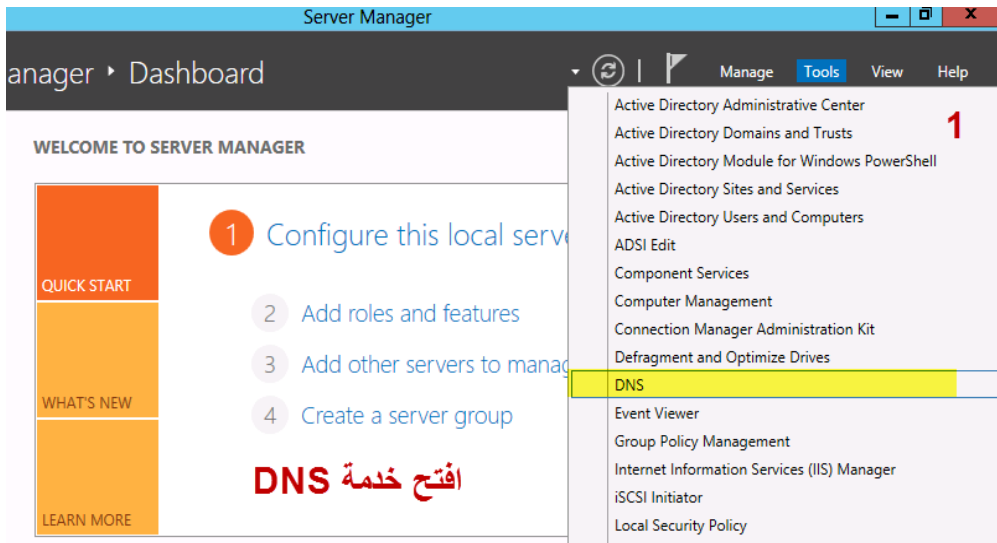 Server Manager
anager ‣ Dashboard
Manage Tools View Help
WELCOME TO SERVER MANAGER
QUICK START
WHAT'S NEW
LEARN MORE
1 Configure this local serve
2 Add roles and features
3 Add other servers to manag
4 Create a server group
افتح خدمة DNS
1
Active Directory Administrative Center
Active Directory Domains and Trusts
Active Directory Module for Windows PowerShell
Active Directory Sites and Services
Active Directory Users and Computers
ADSI Edit
Component Services
Computer Management
Connection Manager Administration Kit
Defragment and Optimize Drives
DNS
Event Viewer
Group Policy Management
Internet Information Services (IIS) Manager
iSCSI Initiator
Local Security Policy